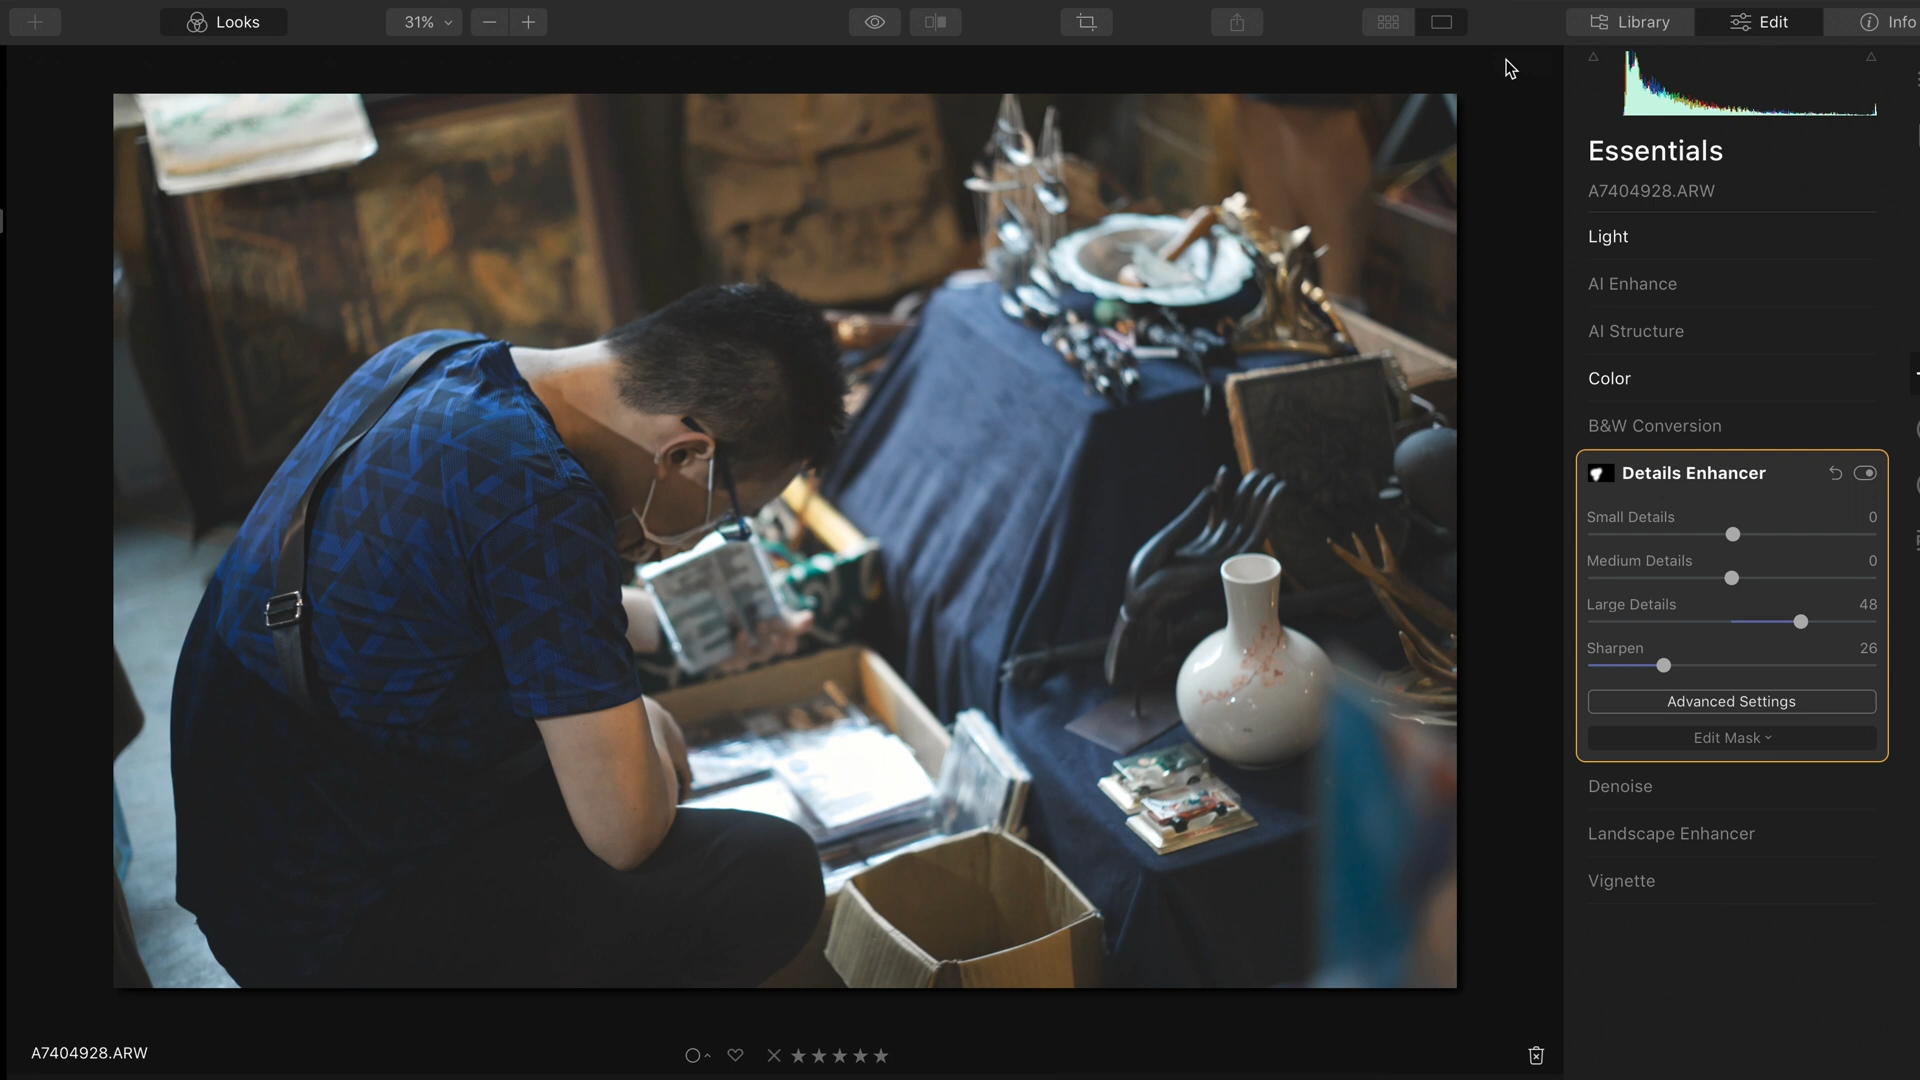 Looks
31%
Library
Edit
Info
Essentials
A7404928.ARW
Light
AI Enhance
AI Structure
Color
B&W Conversion
Details Enhancer
Small Details 0
Medium Details 0
Large Details 48
Sharpen 26
Advanced Settings
Edit Mask
Denoise
Landscape Enhancer
Vignette
A7404928.ARW